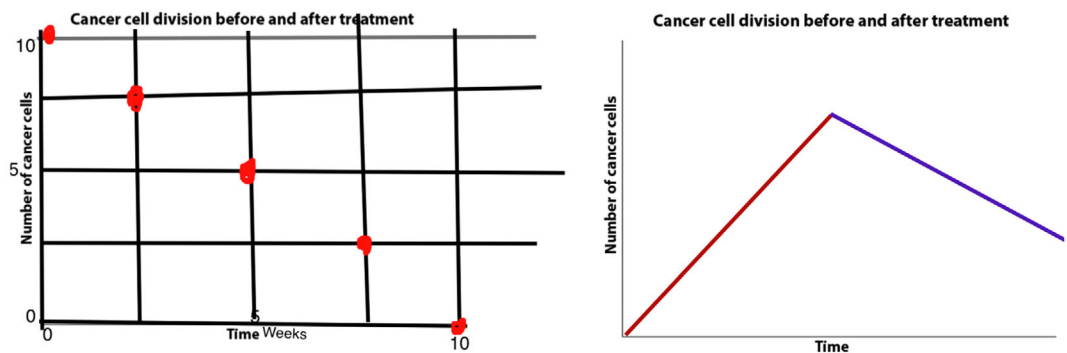 Cancer cell division before and after treatment
10
Number of cancer cells
5
0
0
5
Time Weeks
10
Cancer cell division before and after treatment
Number of cancer cells
Time